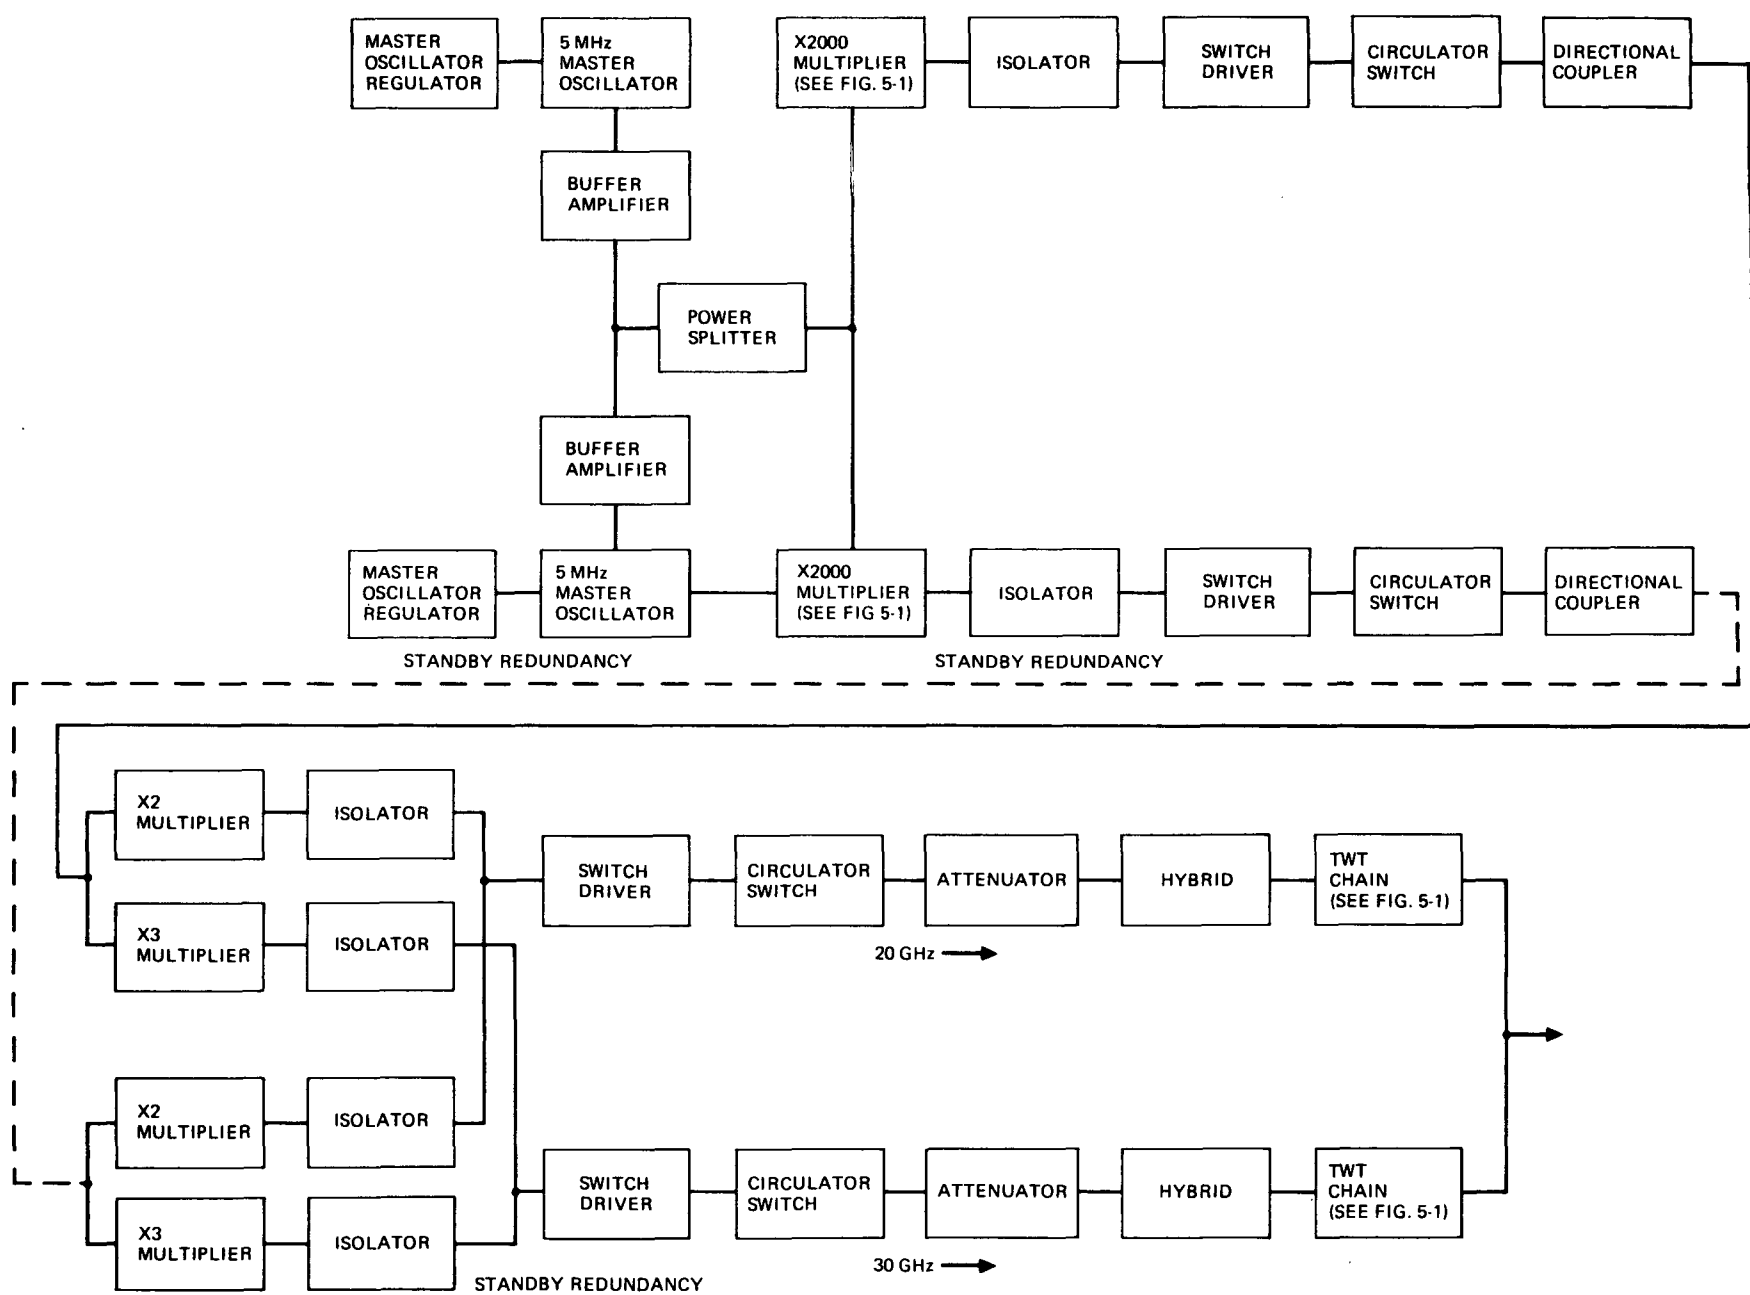 MASTER
OSCILLATOR
REGULATOR
5 MHz
MASTER
OSCILLATOR
X2000
MULTIPLIER
(SEE FIG. 5-1)
ISOLATOR
SWITCH
DRIVER
CIRCULATOR
SWITCH
DIRECTIONAL
COUPLER
BUFFER
AMPLIFIER
POWER
SPLITTER
BUFFER
AMPLIFIER
MASTER
OSCILLATOR
REGULATOR
5 MHz
MASTER
OSCILLATOR
X2000
MULTIPLIER
(SEE FIG 5-1)
ISOLATOR
SWITCH
DRIVER
CIRCULATOR
SWITCH
DIRECTIONAL
COUPLER
STANDBY REDUNDANCY
STANDBY REDUNDANCY
X2
MULTIPLIER
ISOLATOR
X3
MULTIPLIER
ISOLATOR
SWITCH
DRIVER
CIRCULATOR
SWITCH
ATTENUATOR
HYBRID
TWT
CHAIN
(SEE FIG. 5-1)
20 GHz
X2
MULTIPLIER
ISOLATOR
X3
MULTIPLIER
ISOLATOR
SWITCH
DRIVER
CIRCULATOR
SWITCH
ATTENUATOR
HYBRID
TWT
CHAIN
(SEE FIG. 5-1)
30 GHz
STANDBY REDUNDANCY